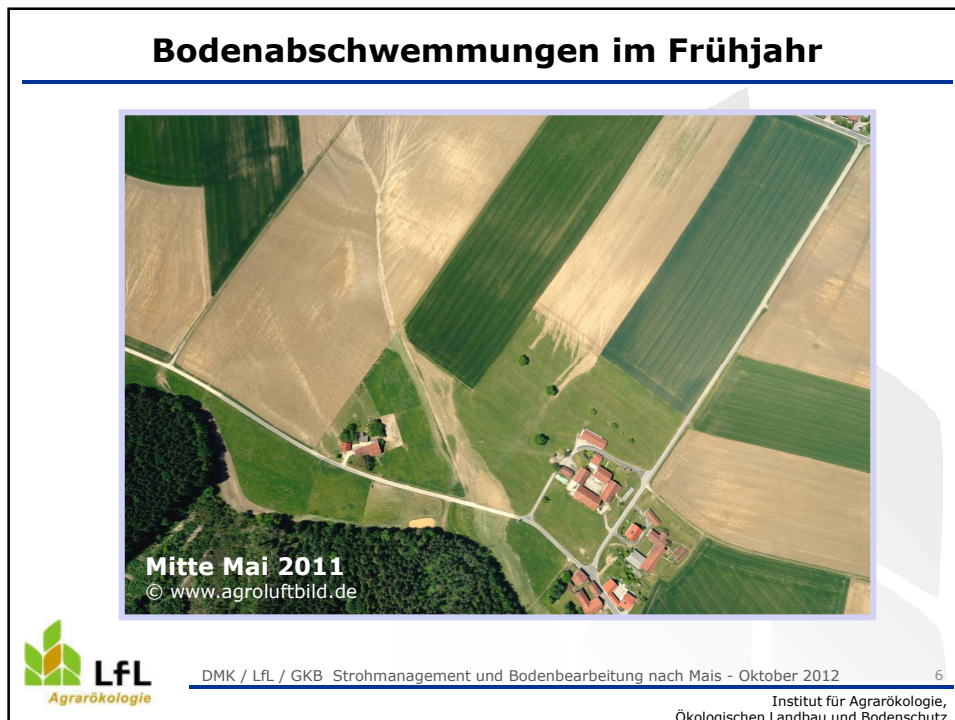 Bodenabschwemmungen im Frühjahr
Mitte Mai 2011
© www.agroluftbild.de
LfL
Agrarökologie
DMK / LfL / GKB Strohmanagement und Bodenbearbeitung nach Mais - Oktober 2012 6
Institut für Agrarökologie,
Ökologischen Landbau und Bodenschutz